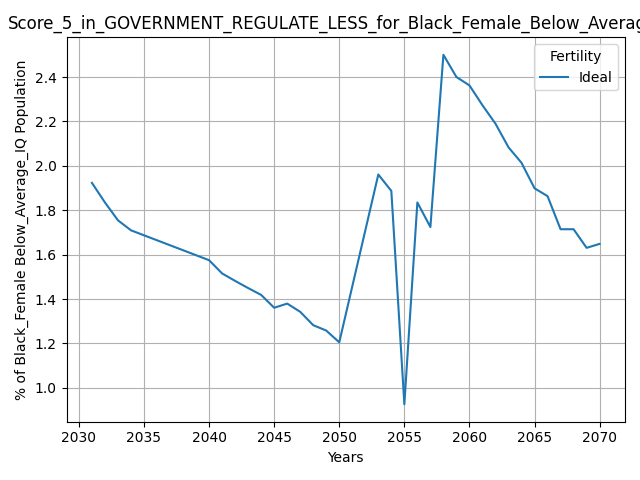 Score_5_in_GOVERNMENT_REGULATE_LESS_for_Black_Female_Below_Averag
Fertility
Ideal
% of Black_Female Below_Average_IQ Population
2.4
2.2
2.0
1.8
1.6
1.4
1.2
1.0
2030 2035 2040 2045 2050 2055 2060 2065 2070
Years